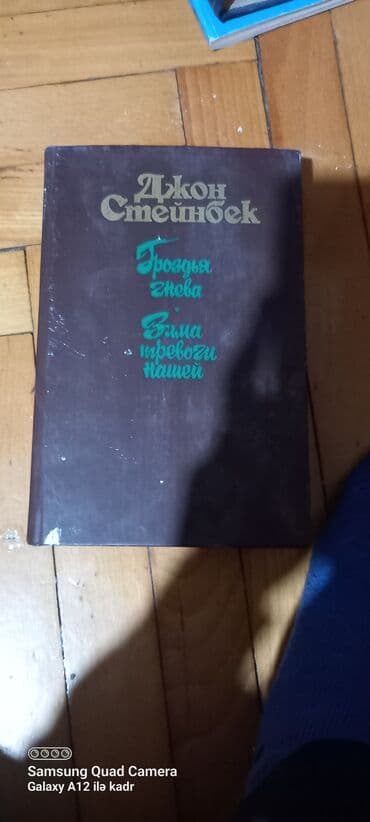 Джон
Стейнбек
Гроздья
гнева
Зима
тревоги
нашей
Samsung Quad Camera
Galaxy A12 ilə kadr